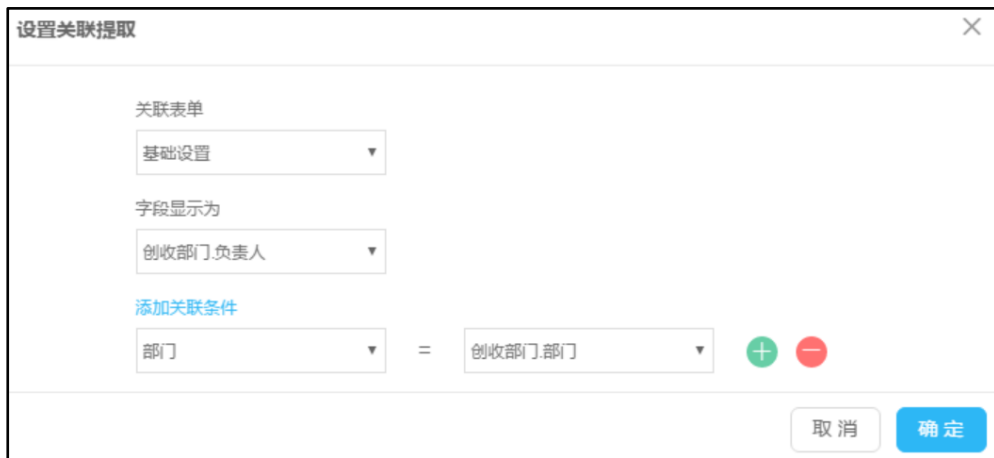 设置关联提取
关联表单
基础设置
字段显示为
创收部门.负责人
添加关联条件
部门 = 创收部门.部门
取消 确定